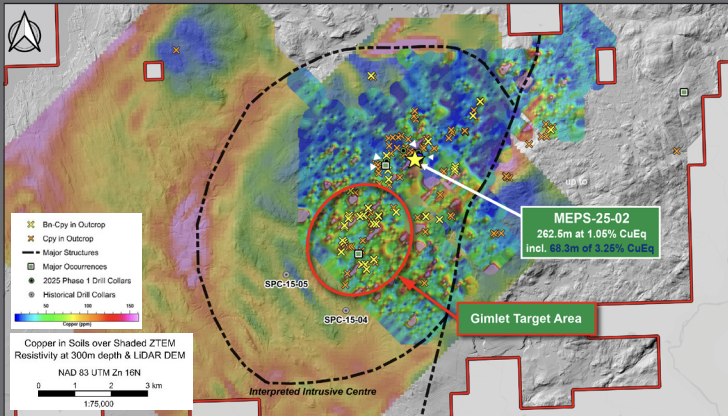 up to
MEPS-25-02
262.5m at 1.05% CuEq
incl. 68.3m of 3.25% CuEq
Bn-Cpy in Outcrop
Cpy in Outcrop
Major Structures
Major Occurrences
2025 Phase 1 Drill Collars
Historical Drill Collars
50 100 150
Copper (ppm)
SPC-15-05
SPC-15-04
Gimlet Target Area
Copper in Soils over Shaded ZTEM
Resistivity at 300m depth & LiDAR DEM
NAD 83 UTM Zn 16N
0 1 2 3 km
1:75,000
Interpreted Intrusive Centre